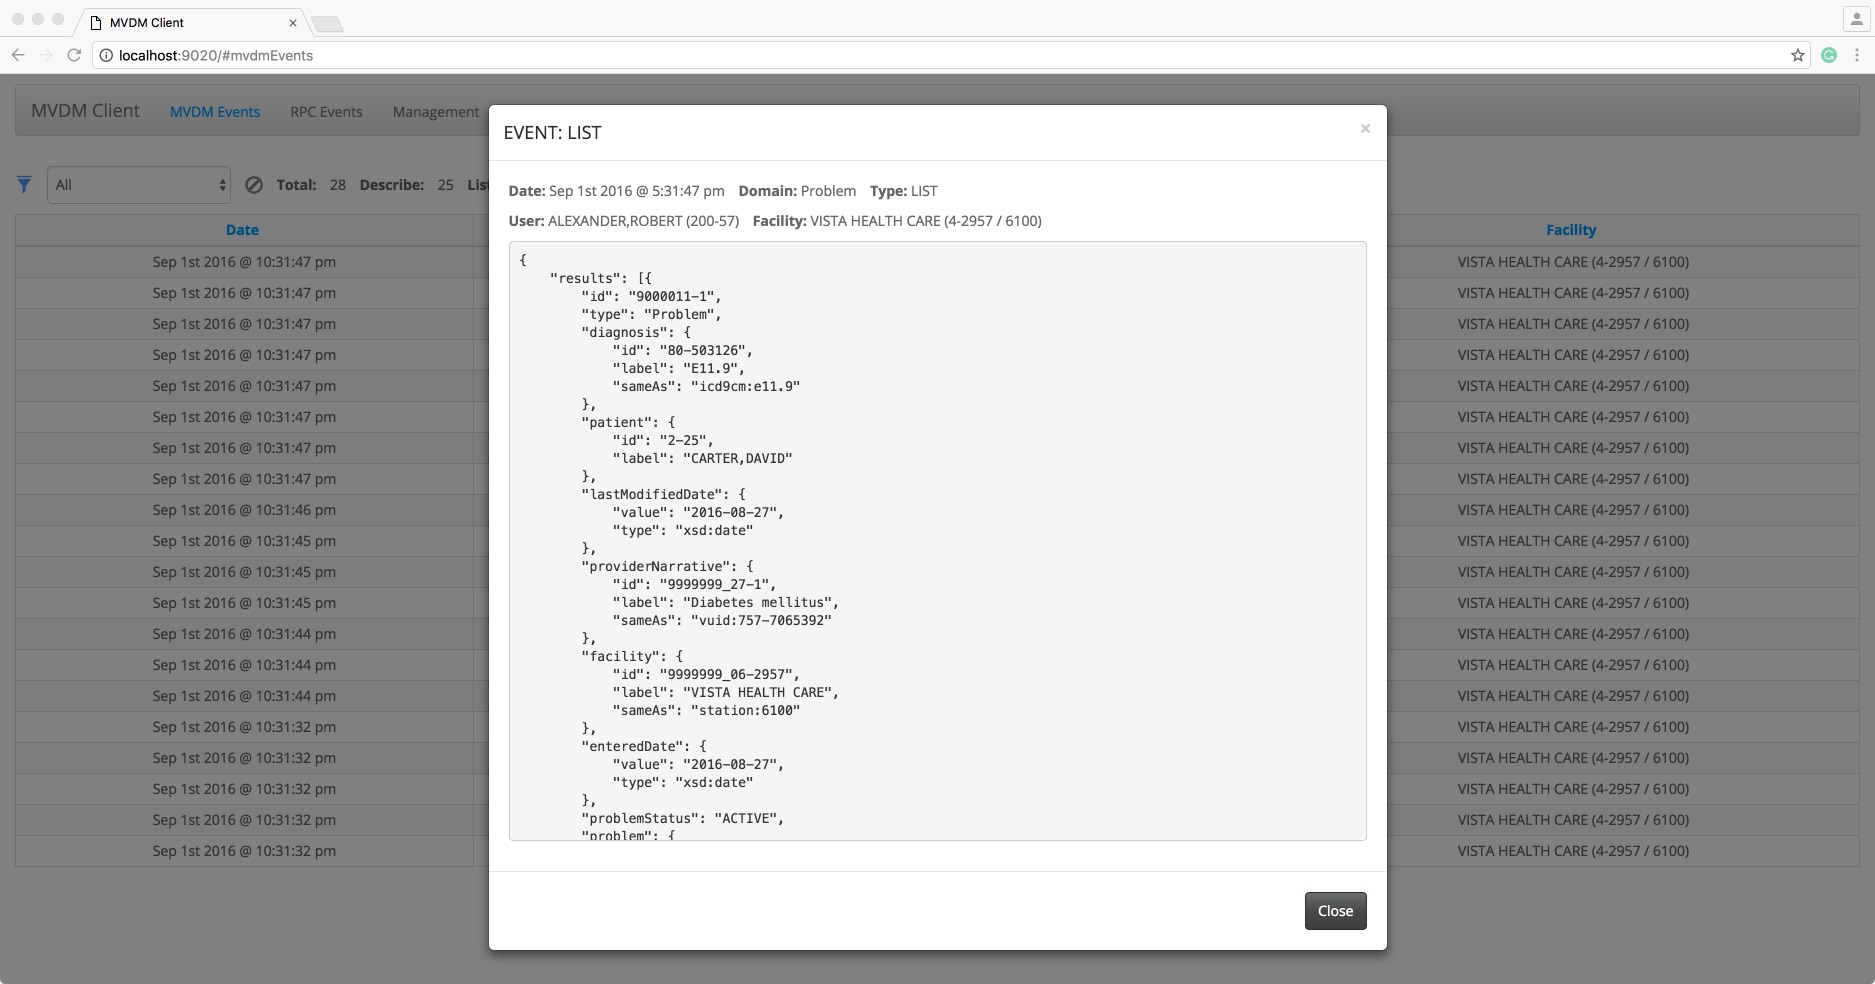 MVDM Client
localhost:9020/#mvdmEvents
MVDM Client MVDM Events RPC Events Management
All Total: 28 Describe: 25
Date Facility
Sep 1st 2016 @ 10:31:47 pm VISTA HEALTH CARE (4-2957 / 6100)
Sep 1st 2016 @ 10:31:47 pm VISTA HEALTH CARE (4-2957 / 6100)
Sep 1st 2016 @ 10:31:47 pm VISTA HEALTH CARE (4-2957 / 6100)
Sep 1st 2016 @ 10:31:47 pm VISTA HEALTH CARE (4-2957 / 6100)
Sep 1st 2016 @ 10:31:47 pm VISTA HEALTH CARE (4-2957 / 6100)
Sep 1st 2016 @ 10:31:47 pm VISTA HEALTH CARE (4-2957 / 6100)
Sep 1st 2016 @ 10:31:47 pm VISTA HEALTH CARE (4-2957 / 6100)
Sep 1st 2016 @ 10:31:47 pm VISTA HEALTH CARE (4-2957 / 6100)
Sep 1st 2016 @ 10:31:46 pm VISTA HEALTH CARE (4-2957 / 6100)
Sep 1st 2016 @ 10:31:45 pm VISTA HEALTH CARE (4-2957 / 6100)
Sep 1st 2016 @ 10:31:45 pm VISTA HEALTH CARE (4-2957 / 6100)
Sep 1st 2016 @ 10:31:45 pm VISTA HEALTH CARE (4-2957 / 6100)
Sep 1st 2016 @ 10:31:44 pm VISTA HEALTH CARE (4-2957 / 6100)
Sep 1st 2016 @ 10:31:44 pm VISTA HEALTH CARE (4-2957 / 6100)
Sep 1st 2016 @ 10:31:44 pm VISTA HEALTH CARE (4-2957 / 6100)
Sep 1st 2016 @ 10:31:32 pm VISTA HEALTH CARE (4-2957 / 6100)
Sep 1st 2016 @ 10:31:32 pm VISTA HEALTH CARE (4-2957 / 6100)
Sep 1st 2016 @ 10:31:32 pm VISTA HEALTH CARE (4-2957 / 6100)
Sep 1st 2016 @ 10:31:32 pm VISTA HEALTH CARE (4-2957 / 6100)
Sep 1st 2016 @ 10:31:32 pm VISTA HEALTH CARE (4-2957 / 6100)
EVENT: LIST ×
Date: Sep 1st 2016 @ 5:31:47 pm Domain: Problem Type: LIST
User: ALEXANDER,ROBERT (200-57) Facility: VISTA HEALTH CARE (4-2957 / 6100)
{
"results": [{
"id": "9000011-1",
"type": "Problem",
"diagnosis": {
"id": "80-503126",
"label": "E11.9",
"sameAs": "icd9cm:e11.9"
},
"patient": {
"id": "2-25",
"label": "CARTER,DAVID"
},
"lastModifiedDate": {
"value": "2016-08-27",
"type": "xsd:date"
},
"providerNarrative": {
"id": "9999999_27-1",
"label": "Diabetes mellitus",
"sameAs": "vuid:757-7065392"
},
"facility": {
"id": "9999999_06-2957",
"label": "VISTA HEALTH CARE",
"sameAs": "station:6100"
},
"enteredDate": {
"value": "2016-08-27",
"type": "xsd:date"
},
"problemStatus": "ACTIVE",
"problem": {
Close